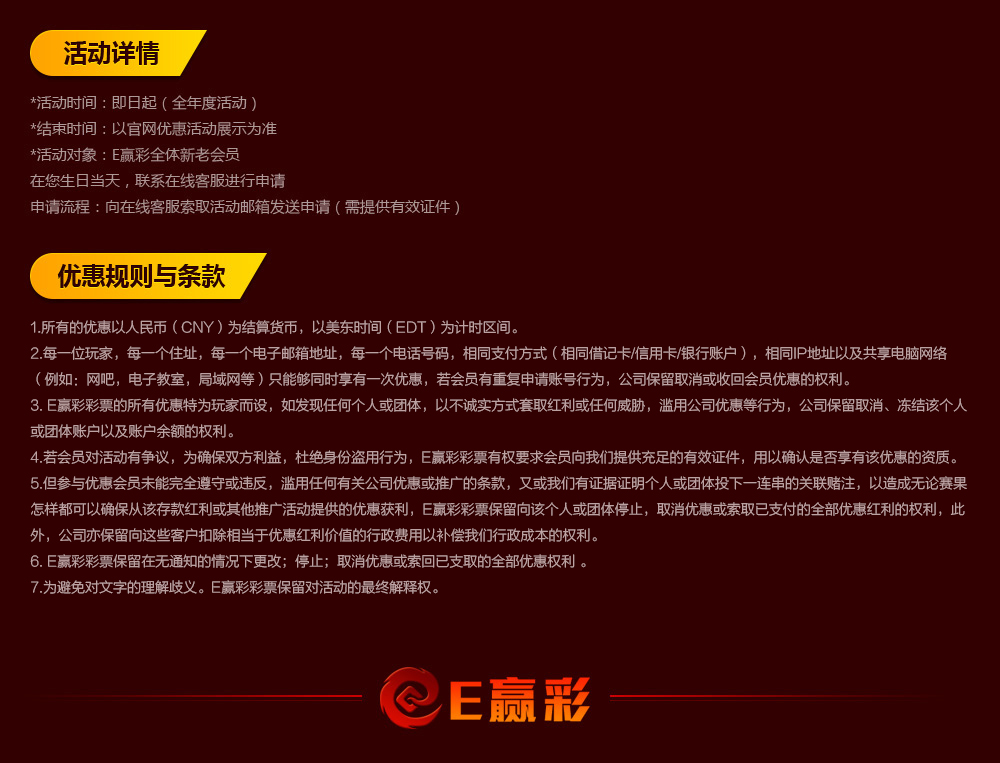 活动详情
*活动时间：即日起（全年度活动）
*结束时间：以官网优惠活动展示为准
*活动对象：E赢彩全体新老会员
在您生日当天，联系在线客服进行申请
申请流程：向在线客服索取活动邮箱发送申请（需提供有效证件）
优惠规则与条款
1.所有的优惠以人民币（CNY）为结算货币，以美东时间（EDT）为计时区间。
2.每一位玩家，每一个住址，每一个电子邮箱地址，每一个电话号码，相同支付方式（相同借记卡/信用卡/银行账户），相同IP地址以及共享电脑网络
（例如：网吧，电子教室，局域网等）只能够同时享有一次优惠，若会员有重复申请账号行为，公司保留取消或收回会员优惠的权利。
3. E赢彩彩票的所有优惠特为玩家而设，如发现任何个人或团体，以不诚实方式套取红利或任何威胁，滥用公司优惠等行为，公司保留取消、冻结该个人
或团体账户以及账户余额的权利。
4.若会员对活动有争议，为确保双方利益，杜绝身份盗用行为，E赢彩彩票有权要求会员向我们提供充足的有效证件，用以确认是否享有该优惠的资质。
5.但参与优惠会员未能完全遵守或违反，滥用任何有关公司优惠或推广的条款，又或我们有证据证明个人或团体投下一连串的关联赌注，以造成无论赛果
怎样都可以确保从该存款红利或其他推广活动提供的优惠获利，E赢彩彩票保留向该个人或团体停止，取消优惠或索取已支付的全部优惠红利的权利，此
外，公司亦保留向这些客户扣除相当于优惠红利价值的行政费用以补偿我们行政成本的权利。
6. E赢彩彩票保留在无通知的情况下更改；停止；取消优惠或索回已支取的全部优惠权利 。
7.为避免对文字的理解歧义。E赢彩彩票保留对活动的最终解释权。
E赢彩